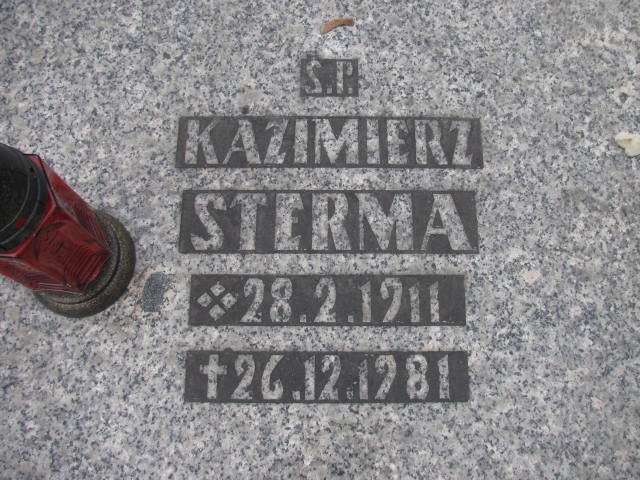 Ś.P.
KAZIMIERZ
STERMA
28.2.1911.
✝26.12.1981